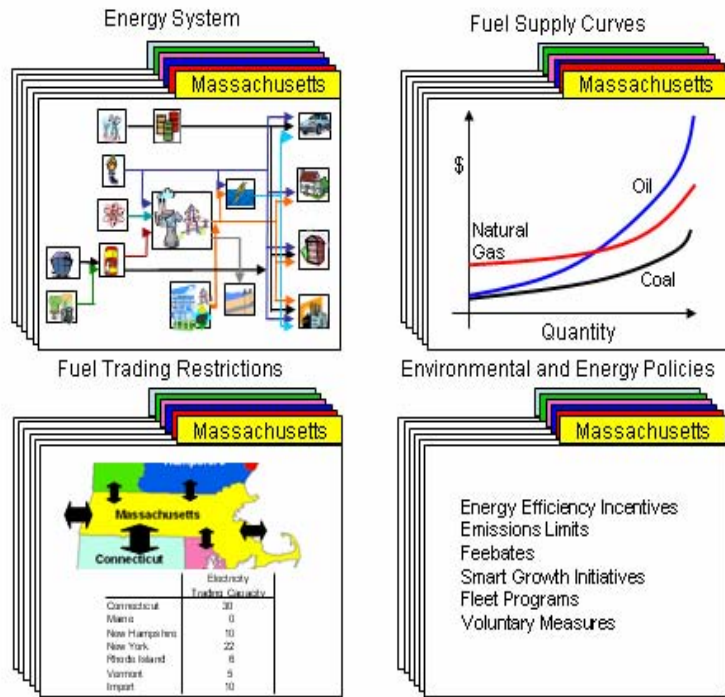 Energy System
Massachusetts
Fuel Supply Curves
Massachusetts
$
Oil
Natural
Gas
Coal
Quantity
Fuel Trading Restrictions
Massachusetts
Massachusetts
Connecticut
Electricity
Trading Capacity
Connecticut 30
Maine 0
New Hampshire 10
New York 22
Rhode Island 6
Vermont 5
Import 10
Environmental and Energy Policies
Massachusetts
Energy Efficiency Incentives
Emissions Limits
Feebates
Smart Growth Initiatives
Fleet Programs
Voluntary Measures